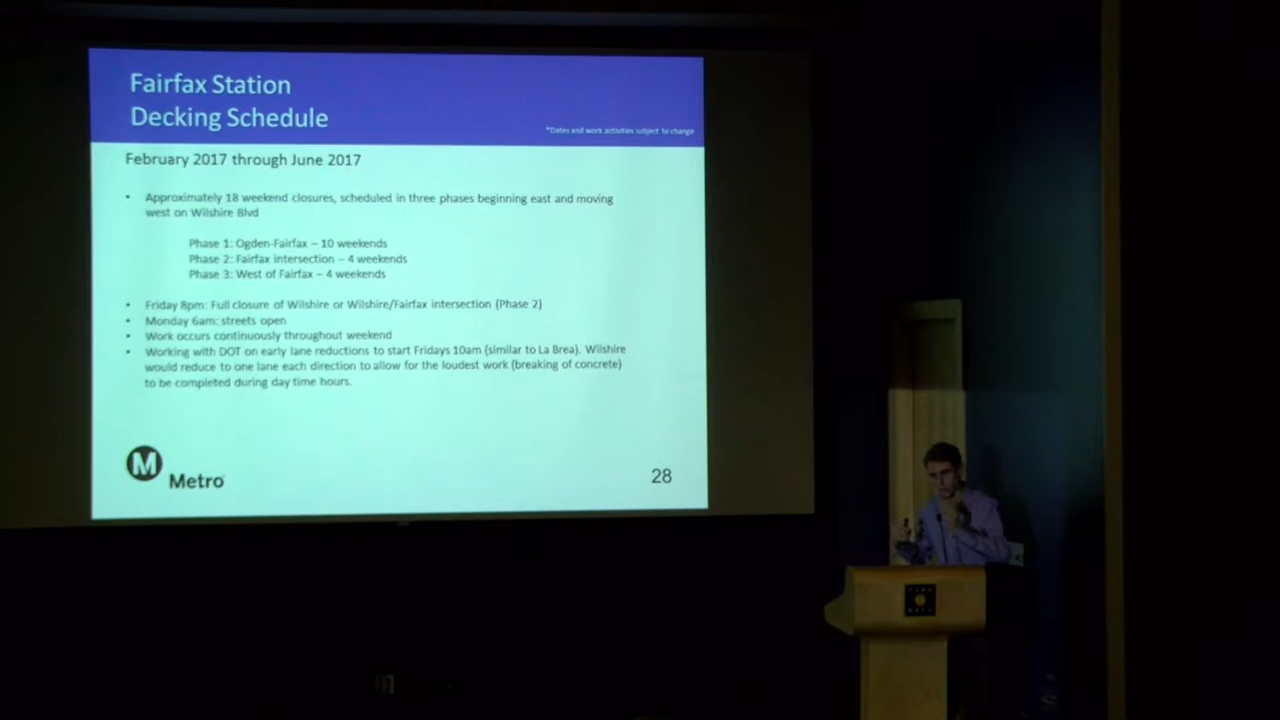 Fairfax Station
Decking Schedule
*Dates and work activities subject to change
February 2017 through June 2017
• Approximately 18 weekend closures, scheduled in three phases beginning east and moving
west on Wilshire Blvd
Phase 1: Ogden-Fairfax – 10 weekends
Phase 2: Fairfax intersection – 4 weekends
Phase 3: West of Fairfax – 4 weekends
• Friday 8pm: Full closure of Wilshire or Wilshire/Fairfax intersection (Phase 2)
• Monday 6am: streets open
• Work occurs continuously throughout weekend
• Working with DOT on early lane reductions to start Fridays 10am (similar to La Brea). Wilshire
would reduce to one lane each direction to allow for the loudest work (breaking of concrete)
to be completed during day time hours.
M
Metro
28